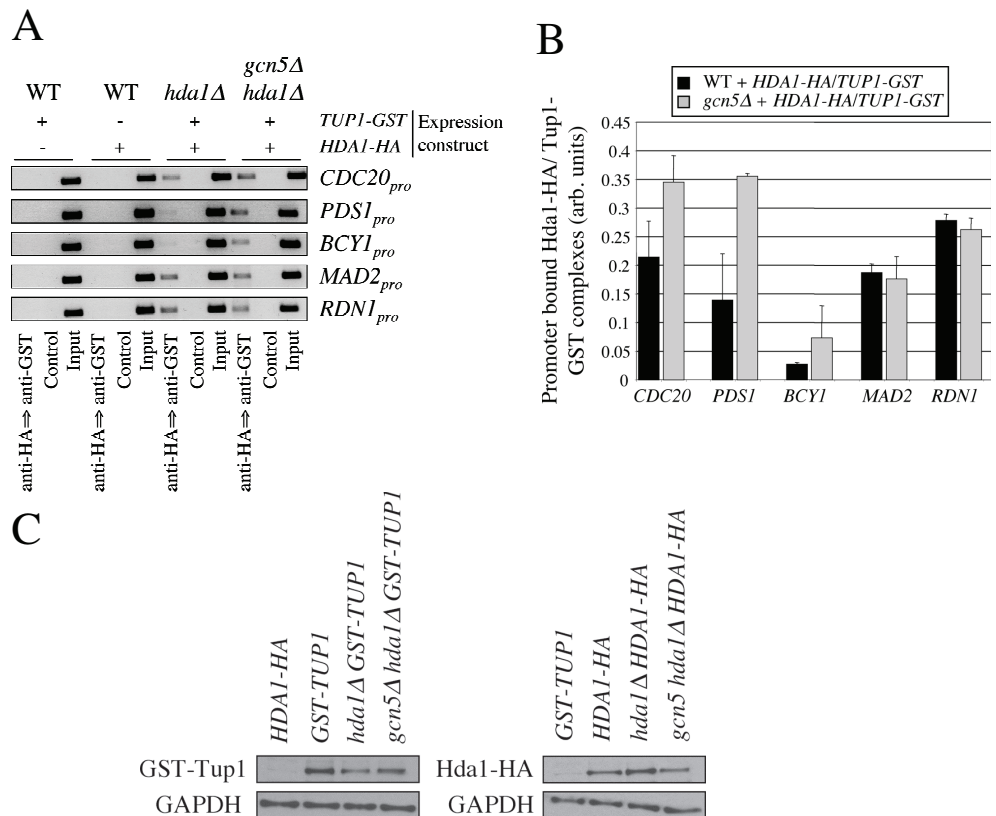 A
WT WT hda1Δ gcn5Δ hda1Δ
+ - + + TUP1-GST
- + + + HDA1-HA
Expression construct
CDC20pro
PDS1pro
BCY1pro
MAD2pro
RDN1pro
anti-HA⇒ anti-GST
Control
Input
anti-HA⇒ anti-GST
Control
Input
anti-HA⇒ anti-GST
Control
Input
anti-HA⇒ anti-GST
Control
Input
B
WT + HDA1-HA/TUP1-GST
gcn5Δ + HDA1-HA/TUP1-GST
Promoter bound Hda1-HA/ Tup1-
GST complexes (arb. units)
0.45
0.4
0.35
0.3
0.25
0.2
0.15
0.1
0.05
0
CDC20 PDS1 BCY1 MAD2 RDN1
C
HDA1-HA
GST-TUP1
hda1Δ GST-TUP1
gcn5Δ hda1Δ GST-TUP1
GST-Tup1
GAPDH
GST-TUP1
HDA1-HA
hda1Δ HDA1-HA
gcn5 hda1Δ HDA1-HA
Hda1-HA
GAPDH